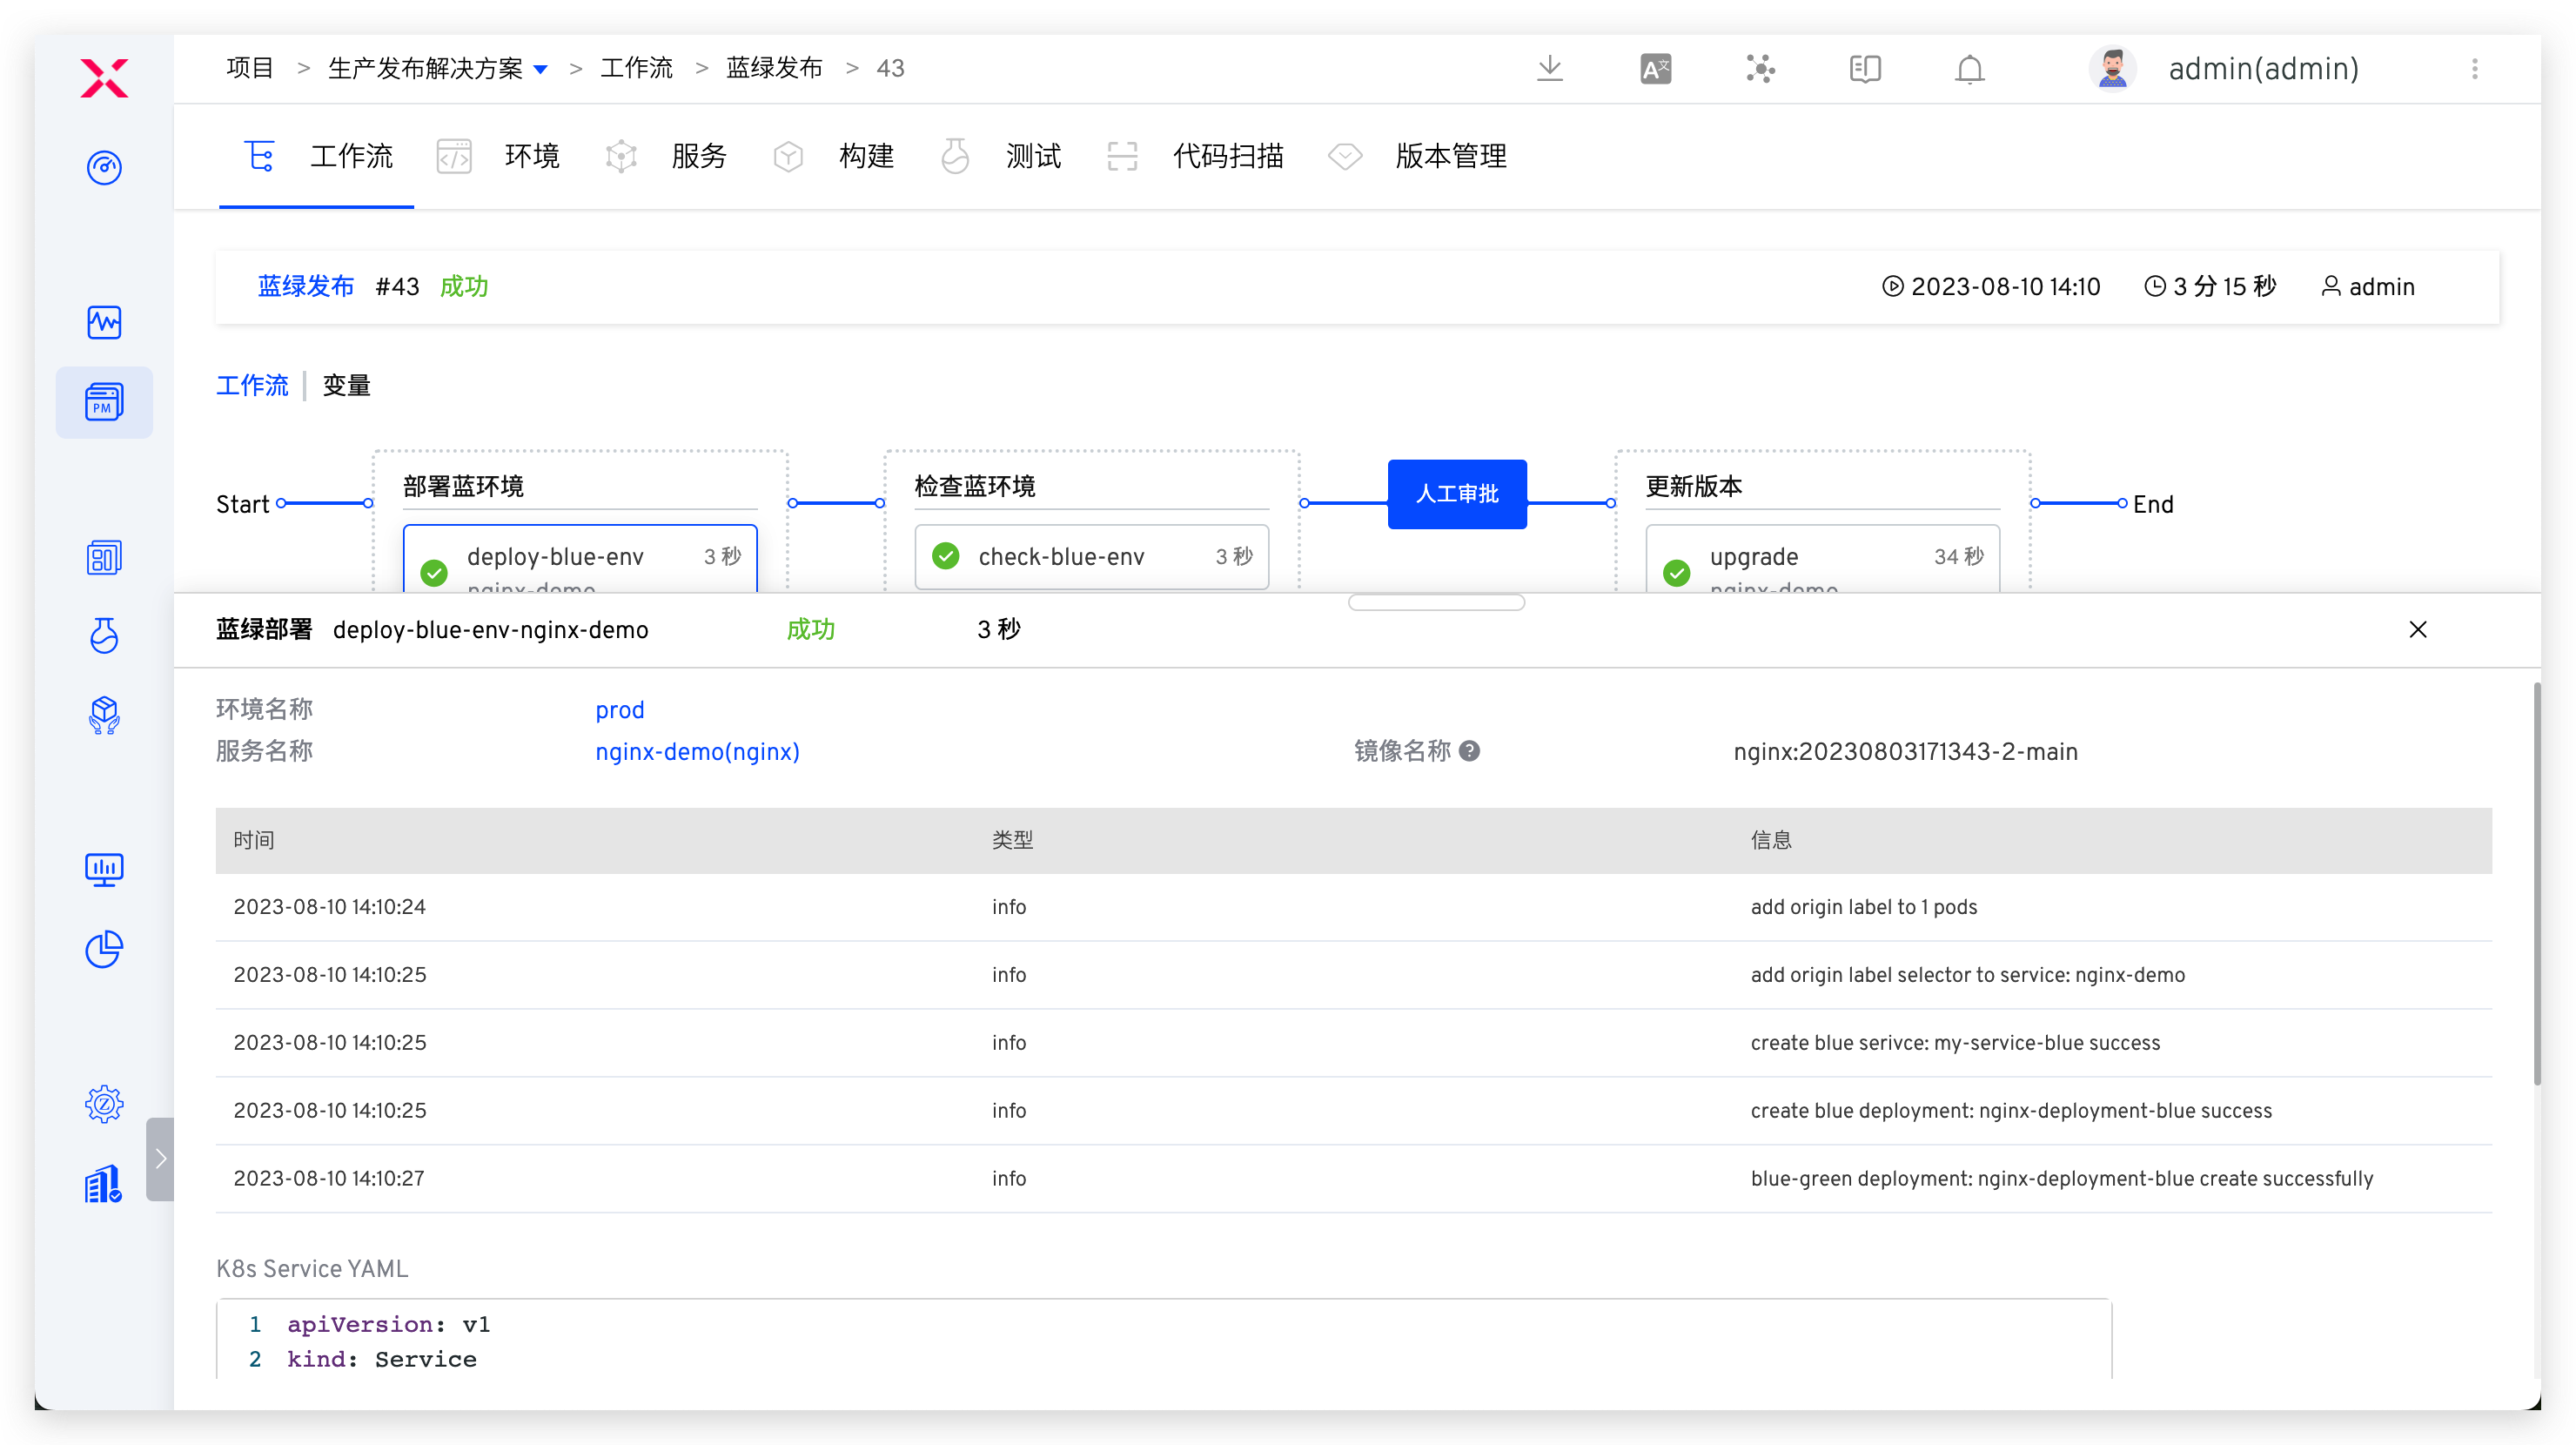 项目 > 生产发布解决方案 > 工作流 > 蓝绿发布 > 43
A文
admin(admin)
工作流 环境 服务 构建 测试 代码扫描 版本管理
PM
蓝绿发布 #43 成功 2023-08-10 14:10 3 分 15 秒 admin
工作流 变量
Start 部署蓝环境 检查蓝环境 人工审批 更新版本 End
deploy-blue-env 3 秒 check-blue-env 3 秒 upgrade 34 秒
nginx-demo nginx-demo
蓝绿部署 deploy-blue-env-nginx-demo 成功 3 秒
环境名称 prod
服务名称 nginx-demo(nginx) 镜像名称 ? nginx:20230803171343-2-main
时间 类型 信息
2023-08-10 14:10:24 info add origin label to 1 pods
2023-08-10 14:10:25 info add origin label selector to service: nginx-demo
2023-08-10 14:10:25 info create blue serivce: my-service-blue success
2023-08-10 14:10:25 info create blue deployment: nginx-deployment-blue success
2023-08-10 14:10:27 info blue-green deployment: nginx-deployment-blue create successfully
Z
K8s Service YAML
1 apiVersion: v1
2 kind: Service